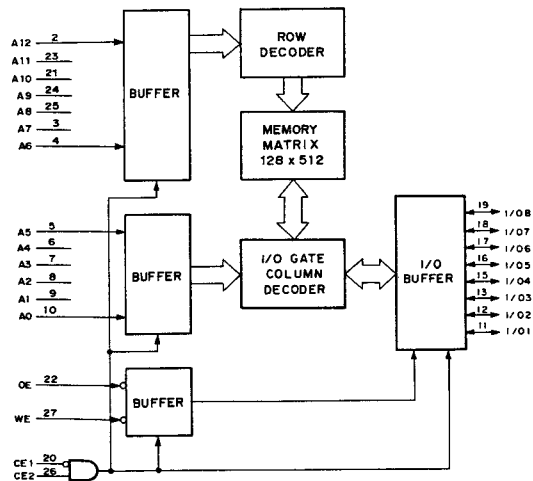 A12 2
A11 23
A10 21
A9 24
A8 25
A7 3
A6 4
BUFFER
ROW
DECODER
MEMORY
MATRIX
128 x 512
A5 5
A4 6
A3 7
A2 8
A1 9
A0 10
BUFFER
I/O GATE
COLUMN
DECODER
I/O
BUFFER
19 I/O8
18 I/O7
17 I/O6
16 I/O5
15 I/O4
13 I/O3
12 I/O2
11 I/O1
OE 22
WE 27
BUFFER
CE1 20
CE2 26